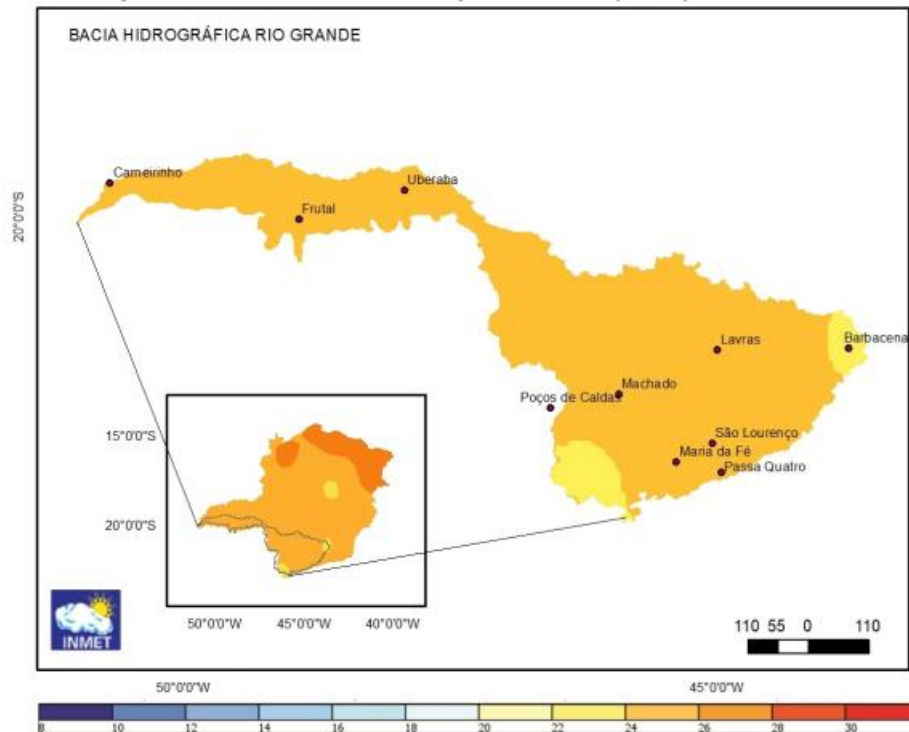 BACIA HIDROGRÁFICA RIO GRANDE
Carneirinho
Uberaba
Frutal
20°0'0"S
Lavras
Barbacena
Machado
Poços de Caldas
São Lourenço
Maria da Fé
Passa Quatro
15°0'0"S
20°0'0"S
50°0'0"W 45°0'0"W 40°0'0"W
INMET
110 55 0 110
50°0'0"W 45°0'0"W
8 10 12 14 16 18 20 22 24 26 28 30